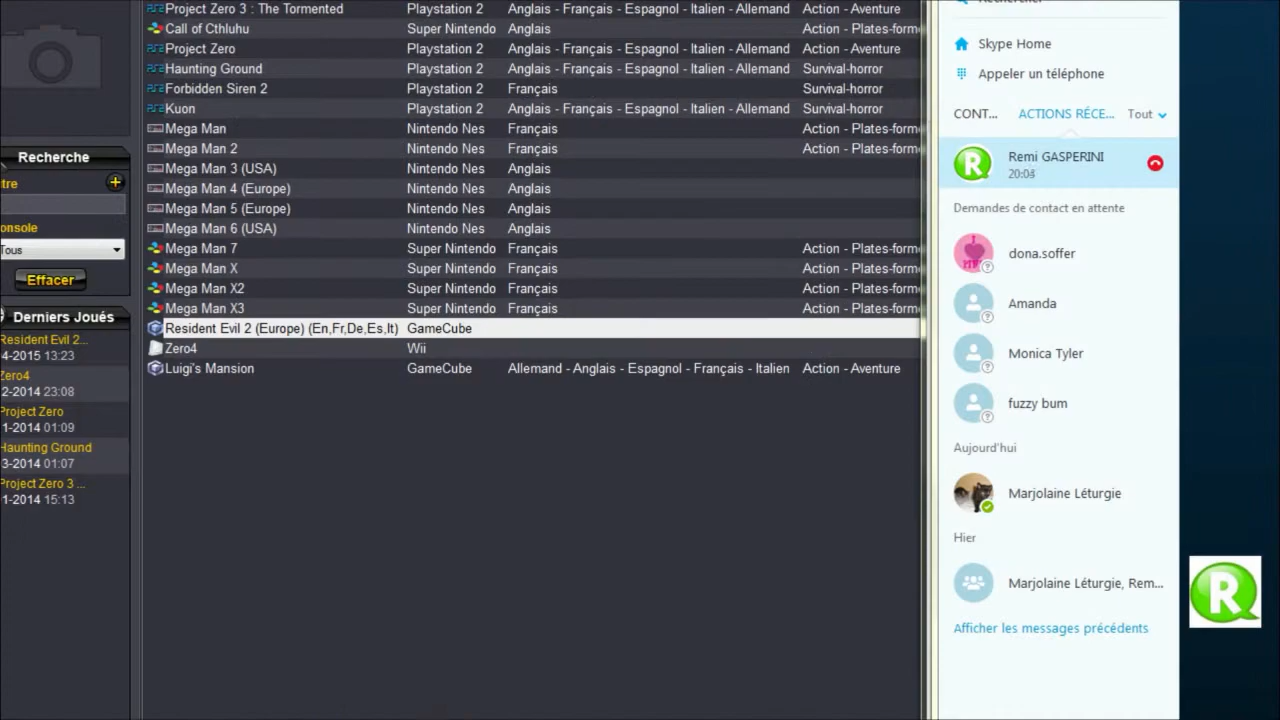 Project Zero 3 : The Tormented Playstation 2 Anglais - Français - Espagnol - Italien - Allemand Action - Aventure
Call of Cthluhu Super Nintendo Anglais Action - Plates-forme
Project Zero Playstation 2 Anglais - Français - Espagnol - Italien - Allemand Action - Aventure
Haunting Ground Playstation 2 Anglais - Français - Espagnol - Italien - Allemand Survival-horror
Forbidden Siren 2 Playstation 2 Français Survival-horror
Kuon Playstation 2 Anglais - Français - Espagnol - Italien - Allemand Survival-horror
Mega Man Nintendo Nes Français Action - Plates-forme
Mega Man 2 Nintendo Nes Français Action - Plates-forme
Mega Man 3 (USA) Nintendo Nes Anglais
Mega Man 4 (Europe) Nintendo Nes Anglais
Mega Man 5 (Europe) Nintendo Nes Anglais
Mega Man 6 (USA) Nintendo Nes Anglais
Mega Man 7 Super Nintendo Français Action - Plates-forme
Mega Man X Super Nintendo Français Action - Plates-forme
Mega Man X2 Super Nintendo Français Action - Plates-forme
Mega Man X3 Super Nintendo Français Action - Plates-forme
Resident Evil 2 (Europe) (En,Fr,De,Es,It) GameCube
Zero4 Wii
Luigi's Mansion GameCube Allemand - Anglais - Espagnol - Français - Italien Action - Aventure
Recherche
tre
onsole
Tous
Effacer
Derniers Joués
Resident Evil 2...
4-2015 13:23
Zero4
2-2014 23:08
Project Zero
1-2014 01:09
Haunting Ground
3-2014 01:07
Project Zero 3 ...
1-2014 15:13
Rechercher
Skype Home
Appeler un téléphone
CONT... ACTIONS RÉCE... Tout
Remi GASPERINI
Demandes de contact en attente
dona.soffer
Amanda
Monica Tyler
fuzzy bum
Aujourd'hui
Marjolaine Léturgie
Hier
Marjolaine Léturgie, Rem...
Afficher les messages précédents
R